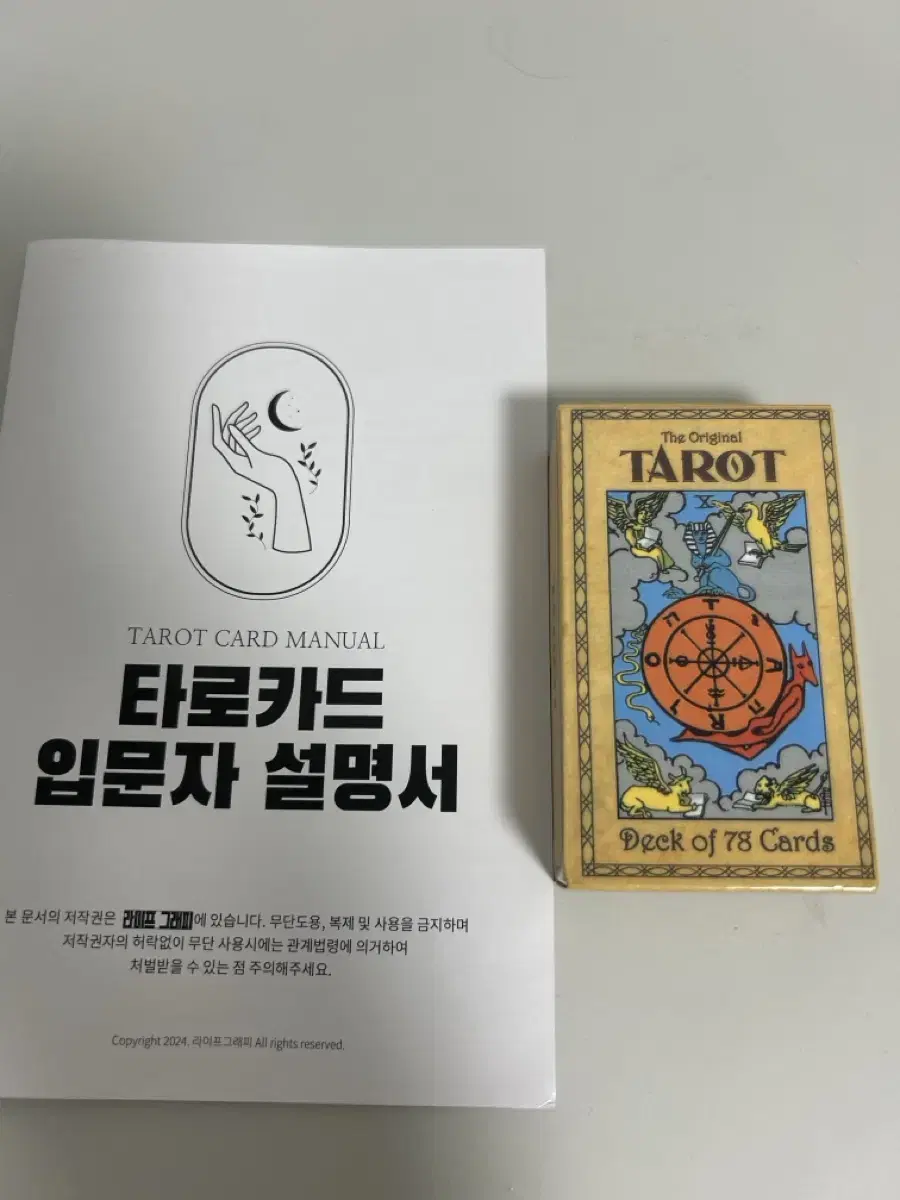 TAROT CARD MANUAL
타로카드
입문자 설명서
본 문서의 저작권은 라이프 그래피에 있습니다. 무단도용, 복제 및 사용을 금지하며
저작권자의 허락없이 무단 사용시에는 관계법령에 의거하여
처벌받을 수 있는 점 주의해주세요.
Copyright 2024. 라이프그래피 All rights reserved.
The Original
TAROT
X
T
A
R
O
Deck of 78 Cards